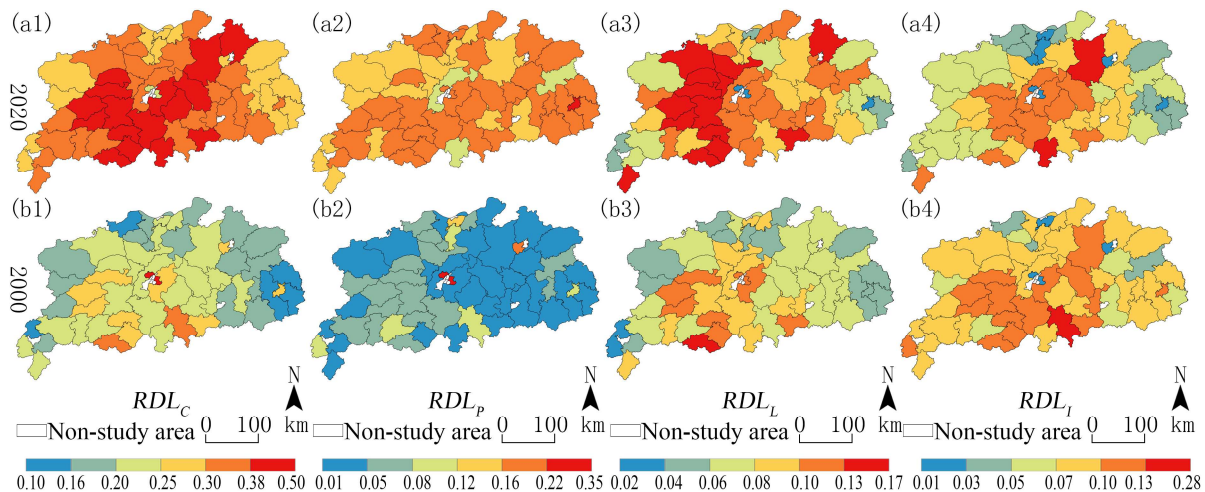 (a1) (a2) (a3) (a4)
2020
(b1) (b2) (b3) (b4)
2000
N N N N
RDL_C 0 100 km RDL_P 0 100 km RDL_L 0 100 km RDL_I 0 100 km
Non-study area Non-study area Non-study area Non-study area
0.10 0.16 0.20 0.25 0.30 0.38 0.50 0.01 0.05 0.08 0.12 0.16 0.22 0.35 0.02 0.04 0.06 0.08 0.10 0.13 0.17 0.01 0.03 0.05 0.07 0.10 0.13 0.28